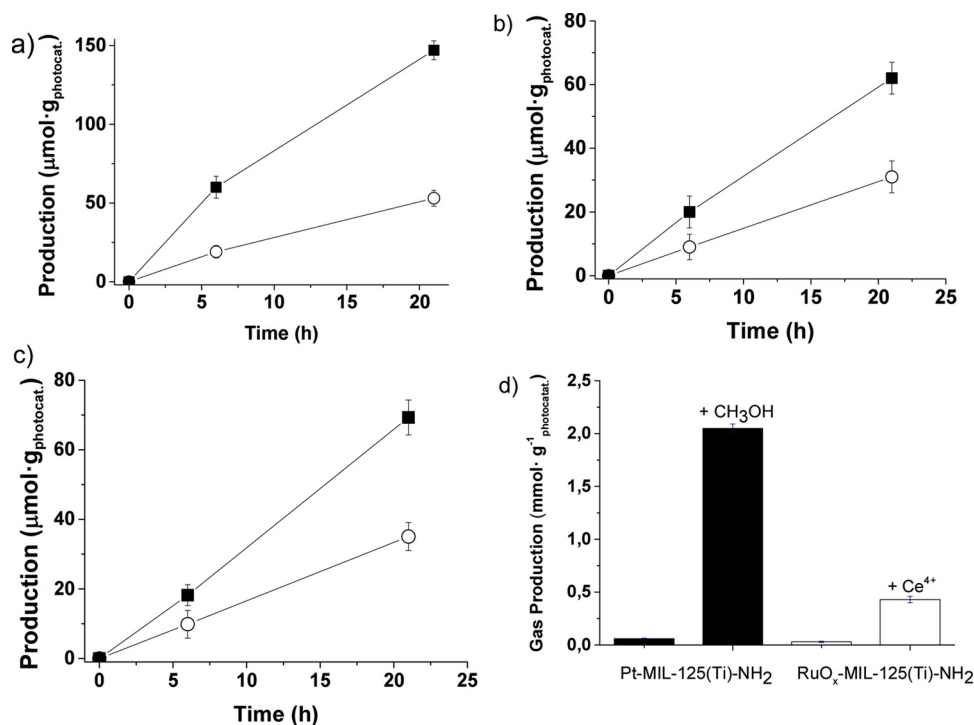 a)
150
100
50
0
Production (μmol·g_photocat.)
0 5 10 15 20
Time (h)
b)
80
60
40
20
0
Production (μmol·g_photocat.)
0 5 10 15 20 25
Time (h)
c)
80
60
40
20
0
Production (μmol·g_photocat.)
0 5 10 15 20 25
Time (h)
d)
2,5
2,0
1,5
1,0
0,5
0,0
Gas Production (mmol· g⁻¹ photocatat.)
+ CH₃OH
+ Ce⁴⁺
Pt-MIL-125(Ti)-NH₂ RuOₓ-MIL-125(Ti)-NH₂